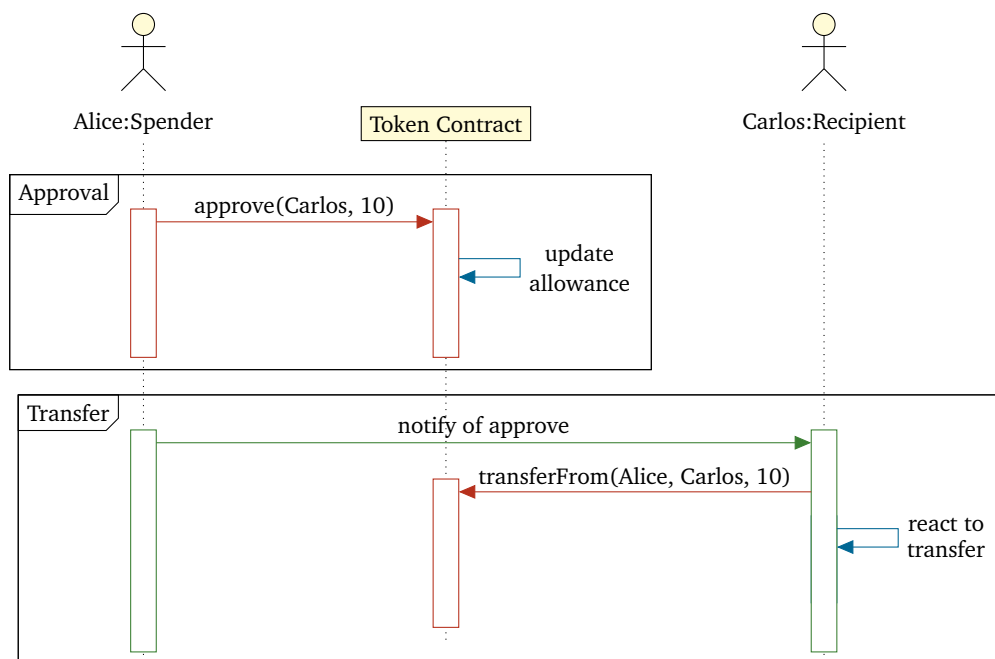 Alice:Spender
Token Contract
Carlos:Recipient
Approval
approve(Carlos, 10)
update
allowance
Transfer
notify of approve
transferFrom(Alice, Carlos, 10)
react to
transfer